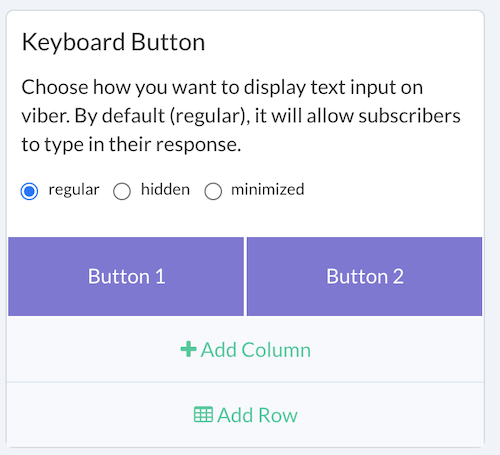 Keyboard Button
Choose how you want to display text input on
viber. By default (regular), it will allow subscribers
to type in their response.
regular hidden minimized
Button 1 Button 2
Add Column
Add Row